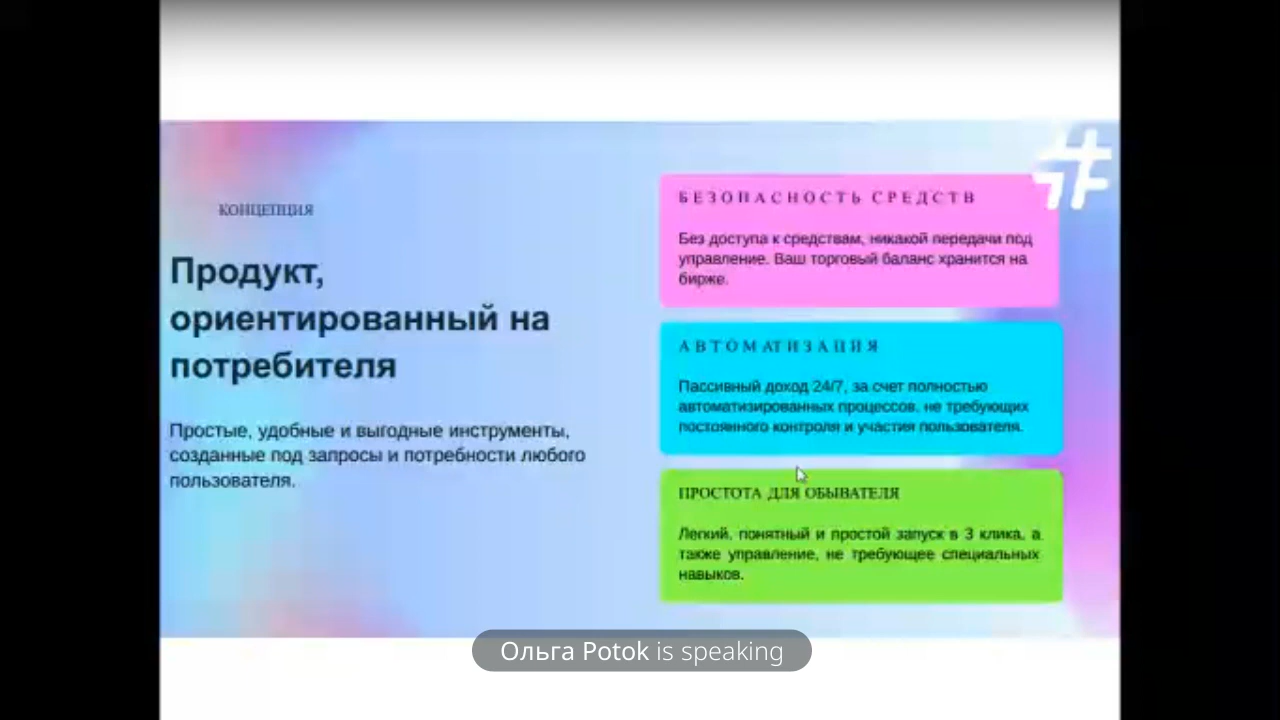 КОНЦЕПЦИЯ
Продукт,
ориентированный на
потребителя
Простые, удобные и выгодные инструменты,
созданные под запросы и потребности любого
пользователя.
БЕЗОПАСНОСТЬ СРЕДСТВ
Без доступа к средствам, никакой передачи под
управление. Ваш торговый баланс хранится на
бирже.
АВТОМАТИЗАЦИЯ
Пассивный доход 24/7, за счет полностью
автоматизированных процессов, не требующих
постоянного контроля и участия пользователя.
ПРОСТОТА ДЛЯ ОБЫВАТЕЛЯ
Легкий, понятный и простой запуск в 3 клика, а
также управление, не требующее специальных
навыков.
Ольга Potok is speaking